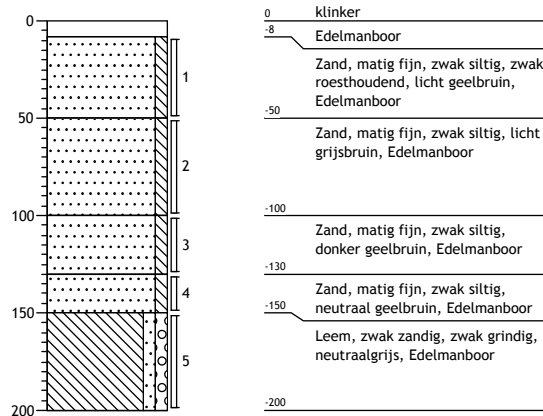 0
50
100
150
200
1
2
3
4
5
0 klinker
-8
Edelmanboor
Zand, matig fijn, zwak siltig, zwak
roesthoudend, licht geelbruin,
Edelmanboor
-50
Zand, matig fijn, zwak siltig, licht
grijsbruin, Edelmanboor
-100
Zand, matig fijn, zwak siltig,
donker geelbruin, Edelmanboor
-130
Zand, matig fijn, zwak siltig,
neutraal geelbruin, Edelmanboor
-150
Leem, zwak zandig, zwak grindig,
neutraalgrijs, Edelmanboor
-200